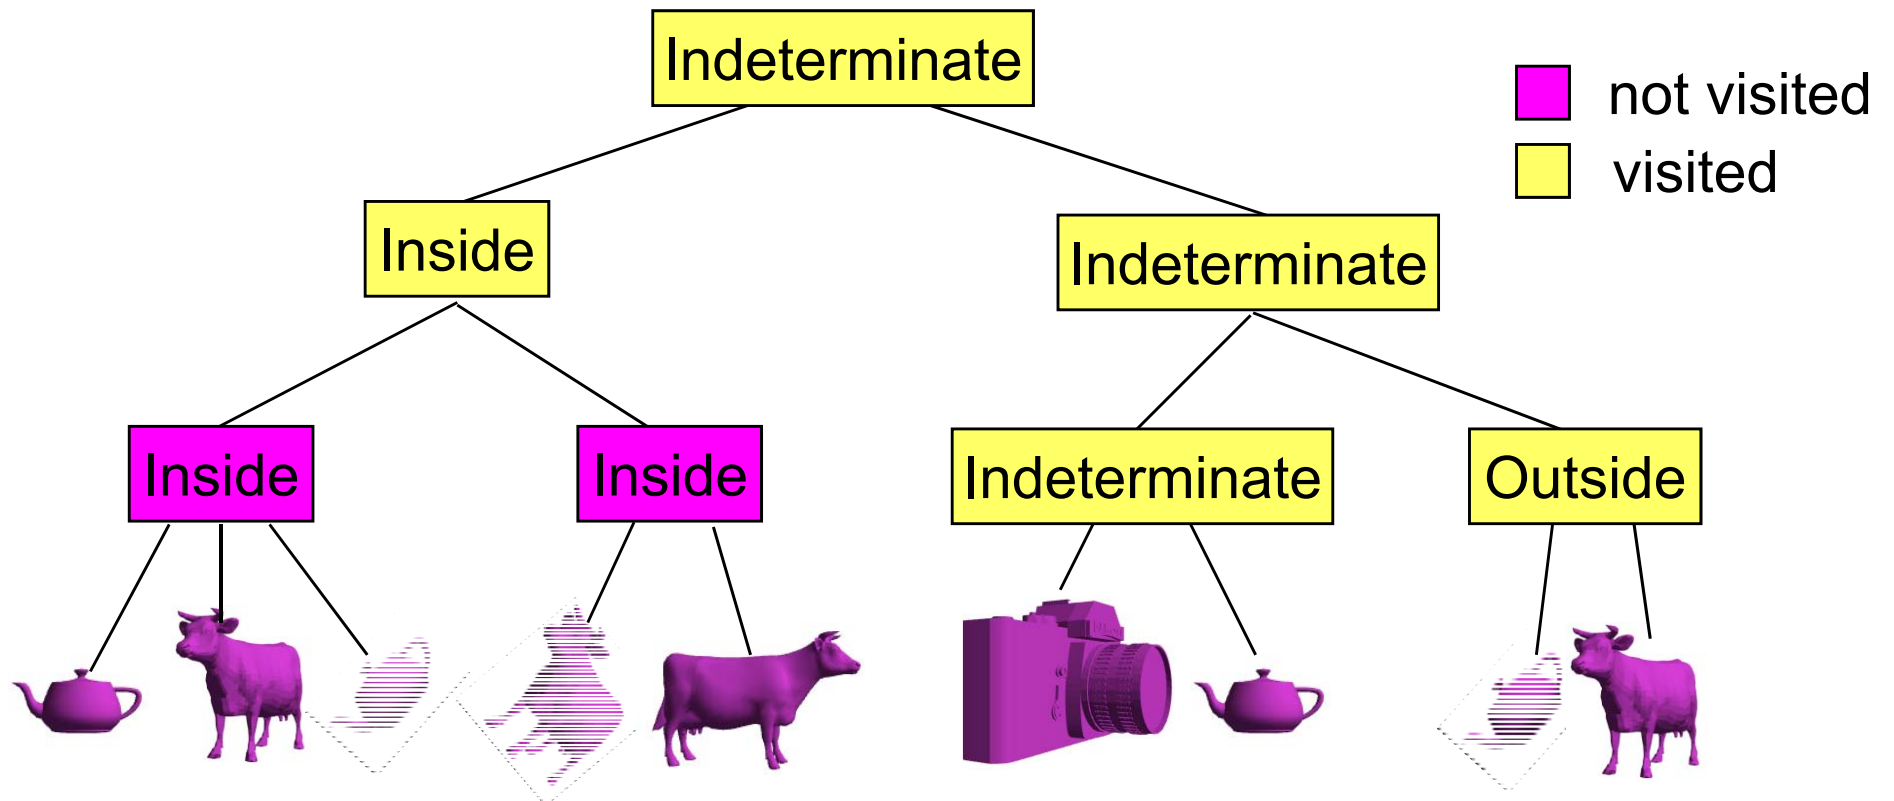 Indeterminate
not visited
visited
Inside
Indeterminate
Inside
Inside
Indeterminate
Outside